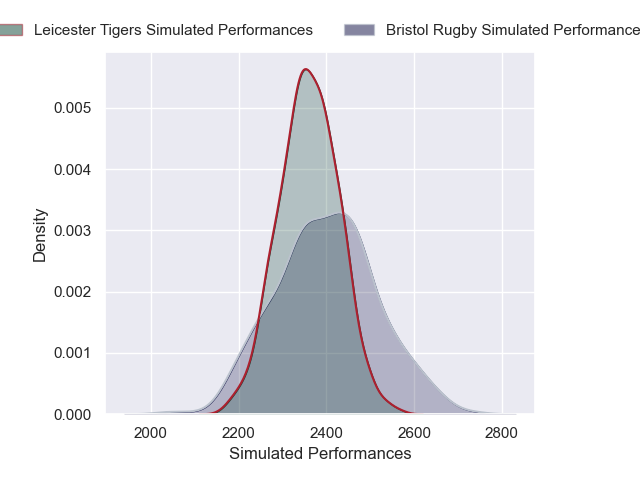 Leicester Tigers Simulated Performances
Bristol Rugby Simulated Performance
0.005
0.004
0.003
0.002
0.001
0.000
Density
2000 2200 2400 2600 2800
Simulated Performances